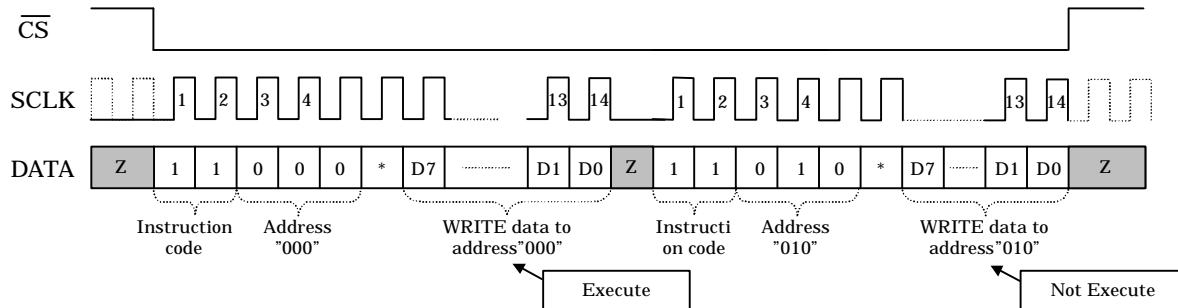 CS
SCLK 1 2 3 4 13 14 1 2 3 4 13 14
DATA Z 1 1 0 0 0 * D7 D1 D0 Z 1 1 0 1 0 * D7 D1 D0 Z
Instruction Address WRITE data to Instructi Address WRITE data to
code "000" address"000" on code "010" address"010"
Execute Not Execute